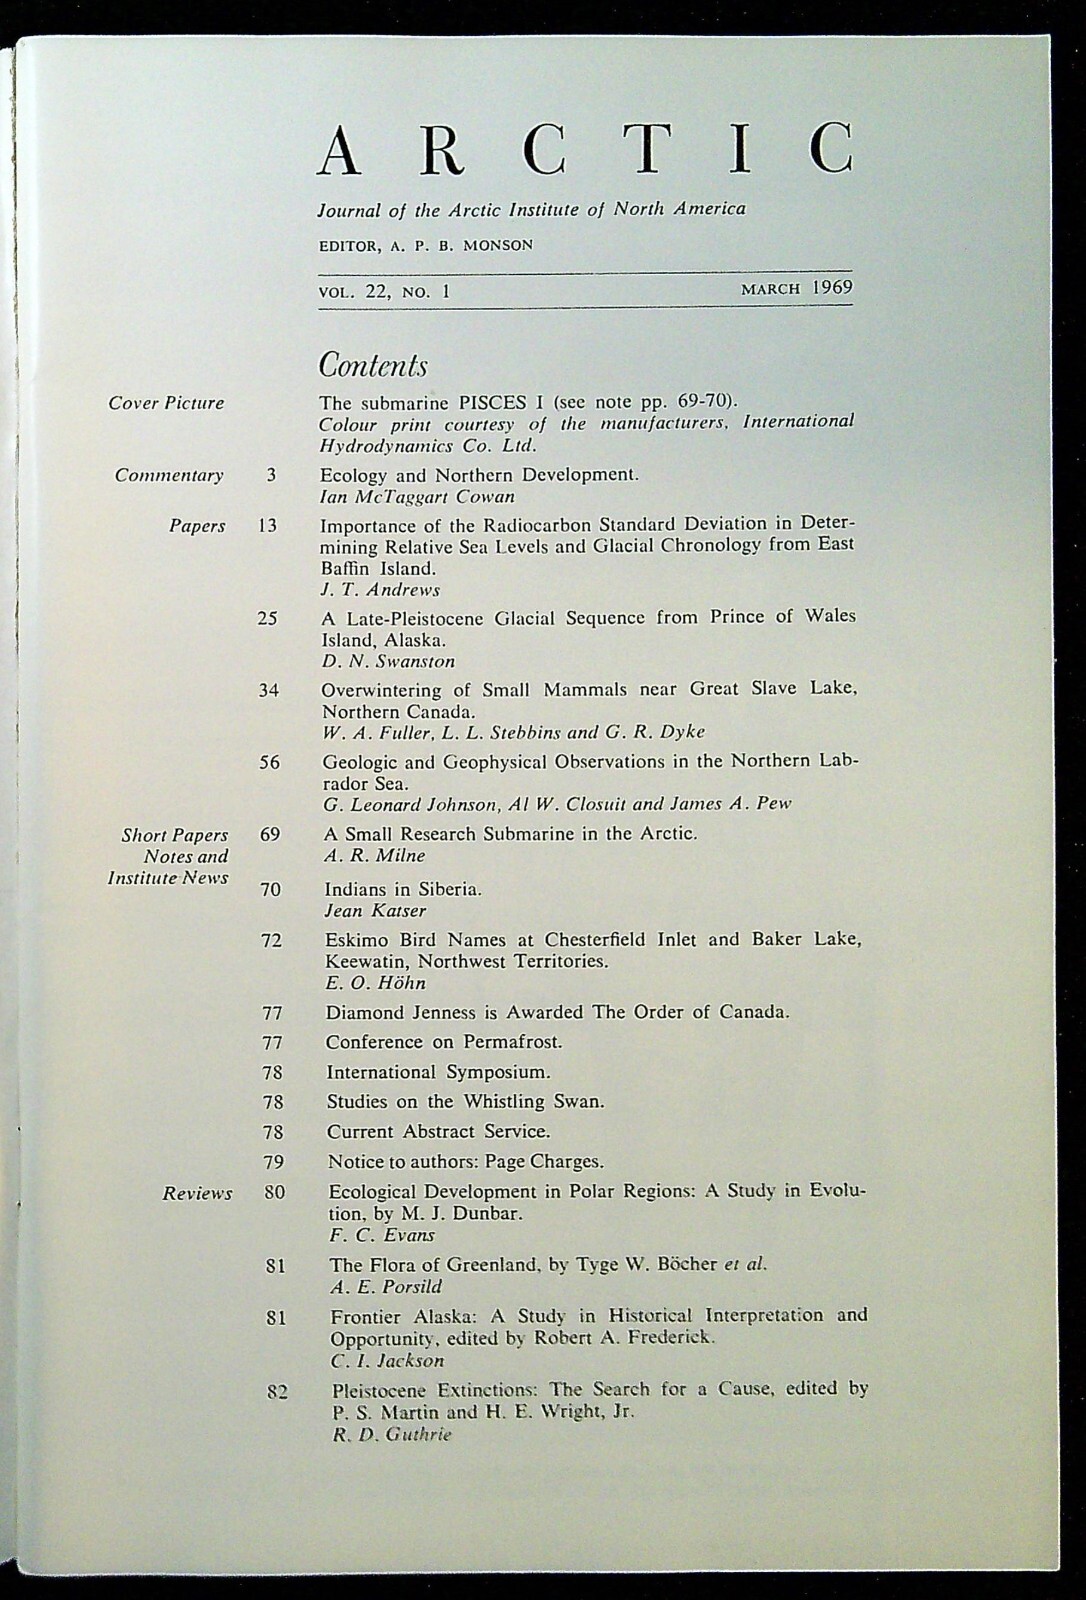 ARCTIC
Journal of the Arctic Institute of North America
EDITOR, A. P. B. MONSON
VOL. 22, NO. 1 MARCH 1969
Contents
Cover Picture The submarine PISCES I (see note pp. 69-70).
Colour print courtesy of the manufacturers, International
Hydrodynamics Co. Ltd.
Commentary 3 Ecology and Northern Development.
Ian McTaggart Cowan
Papers 13 Importance of the Radiocarbon Standard Deviation in Deter-
mining Relative Sea Levels and Glacial Chronology from East
Baffin Island.
J. T. Andrews
25 A Late-Pleistocene Glacial Sequence from Prince of Wales
Island, Alaska.
D. N. Swanston
34 Overwintering of Small Mammals near Great Slave Lake,
Northern Canada.
W. A. Fuller, L. L. Stebbins and G. R. Dyke
56 Geologic and Geophysical Observations in the Northern Lab-
rador Sea.
G. Leonard Johnson, Al W. Closuit and James A. Pew
Short Papers 69 A Small Research Submarine in the Arctic.
Notes and A. R. Milne
Institute News
70 Indians in Siberia.
Jean Katser
72 Eskimo Bird Names at Chesterfield Inlet and Baker Lake,
Keewatin, Northwest Territories.
E. O. Höhn
77 Diamond Jenness is Awarded The Order of Canada.
77 Conference on Permafrost.
78 International Symposium.
78 Studies on the Whistling Swan.
78 Current Abstract Service.
79 Notice to authors: Page Charges.
Reviews 80 Ecological Development in Polar Regions: A Study in Evolu-
tion, by M. J. Dunbar.
F. C. Evans
81 The Flora of Greenland, by Tyge W. Böcher et al.
A. E. Porsild
81 Frontier Alaska: A Study in Historical Interpretation and
Opportunity, edited by Robert A. Frederick.
C. I. Jackson
82 Pleistocene Extinctions: The Search for a Cause, edited by
P. S. Martin and H. E. Wright, Jr.
R. D. Guthrie